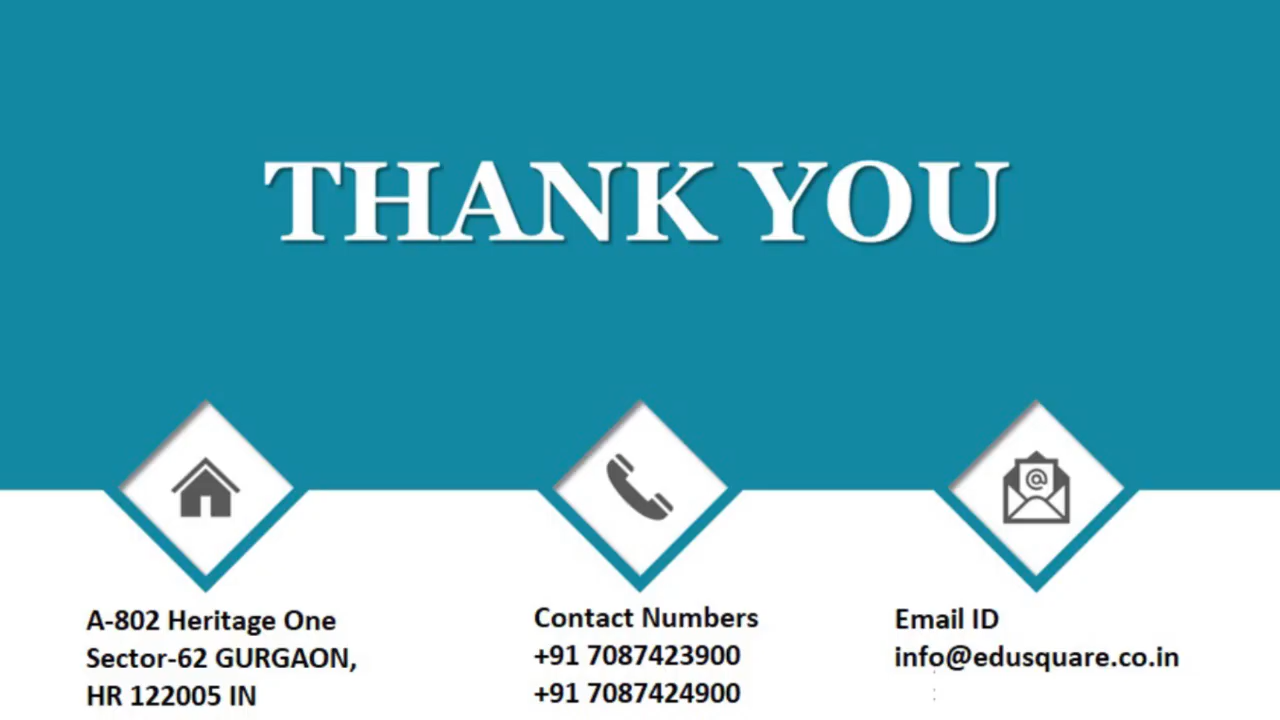 THANK YOU
A-802 Heritage One
Sector-62 GURGAON,
HR 122005 IN
Contact Numbers
+91 7087423900
+91 7087424900
Email ID
info@edusquare.co.in